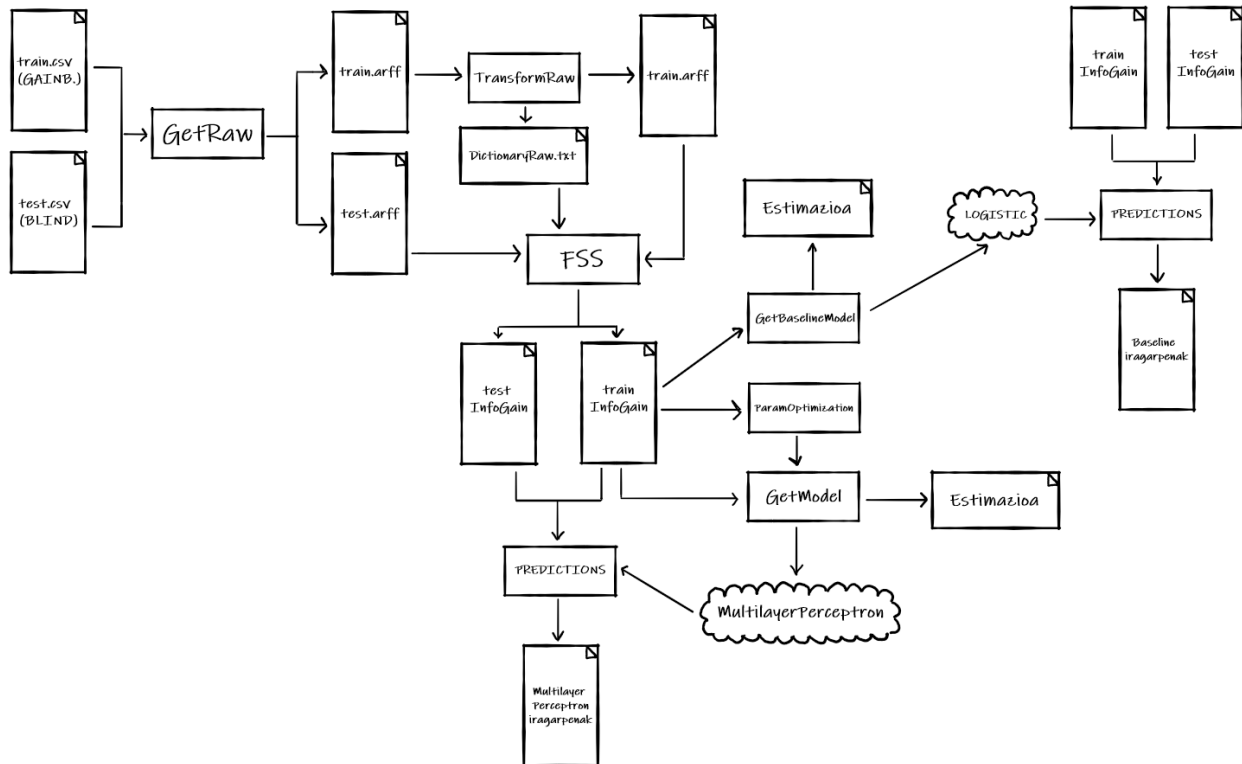 train.csv
(GAINB.)
test.csv
(BLIND)
GetRaw
train.arff
test.arff
TransformRaw
DictionaryRaw.txt
train.arff
FSS
test
InfoGain
train
InfoGain
Estimazioa
GetBaselineModel
ParamOptimization
GetModel
Estimazioa
MultilayerPerceptron
PREDICTIONS
Multilayer
Perceptron
iragarpenak
train
InfoGain
test
InfoGain
LOGISTIC
PREDICTIONS
Baseline
iragarpenak